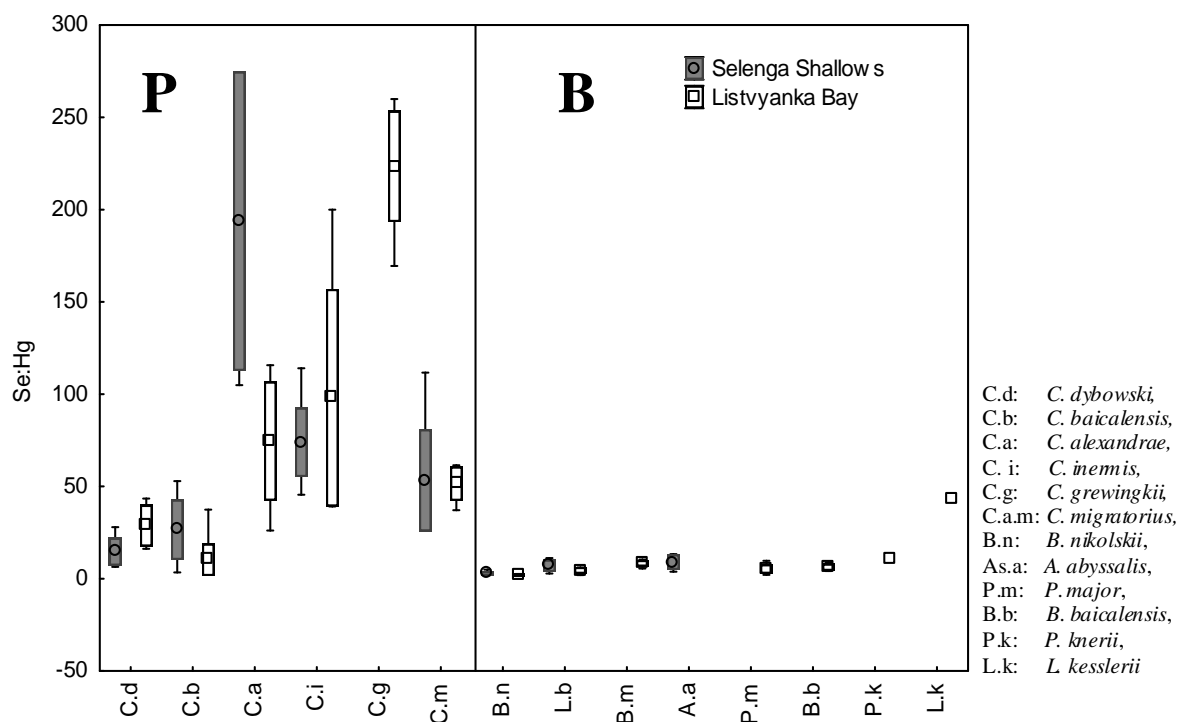 300
250
200
150
100
50
0
-50
Se:Hg
P
B
Selenga Shallows
Listvyanka Bay
C.d
C.b
C.a
C.i
C.g
C.m
B.n
L.b
B.m
A.a
P.m
B.b
P.k
L.k
C.d: C. dybowski,
C.b: C. baicalensis,
C.a: C. alexandrae,
C. i: C. inermis,
C.g: C. grewingkii,
C.a.m: C. migratorius,
B.n: B. nikolskii,
As.a: A. abyssalis,
P.m: P. major,
B.b: B. baicalensis,
P.k: P. knerii,
L.k: L. kesslerii